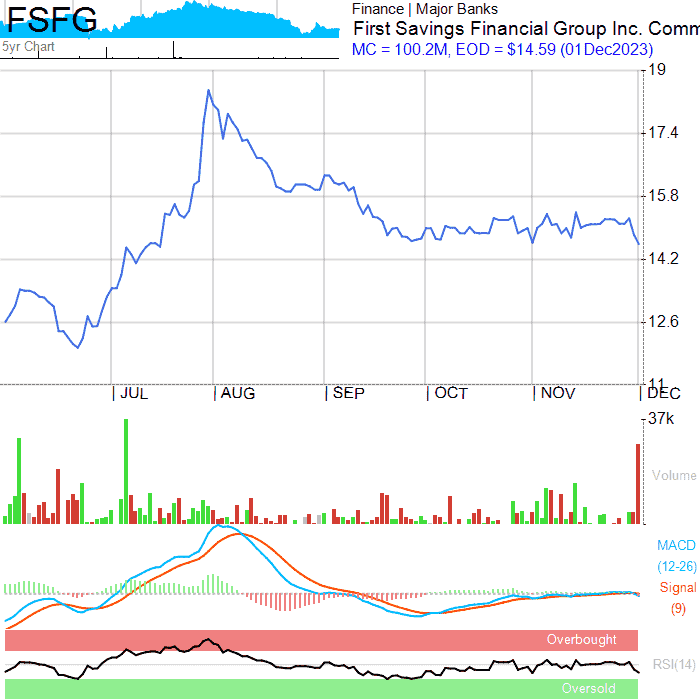 FSFG
5yr Chart
Finance | Major Banks
First Savings Financial Group Inc. Comm
MC = 100.2M, EOD = $14.59 (01Dec2023)
19
17.4
15.8
14.2
12.6
11
JUL AUG SEP OCT NOV DEC
37k
Volume
MACD
(12-26)
Signal
(9)
Overbought
RSI(14)
Oversold